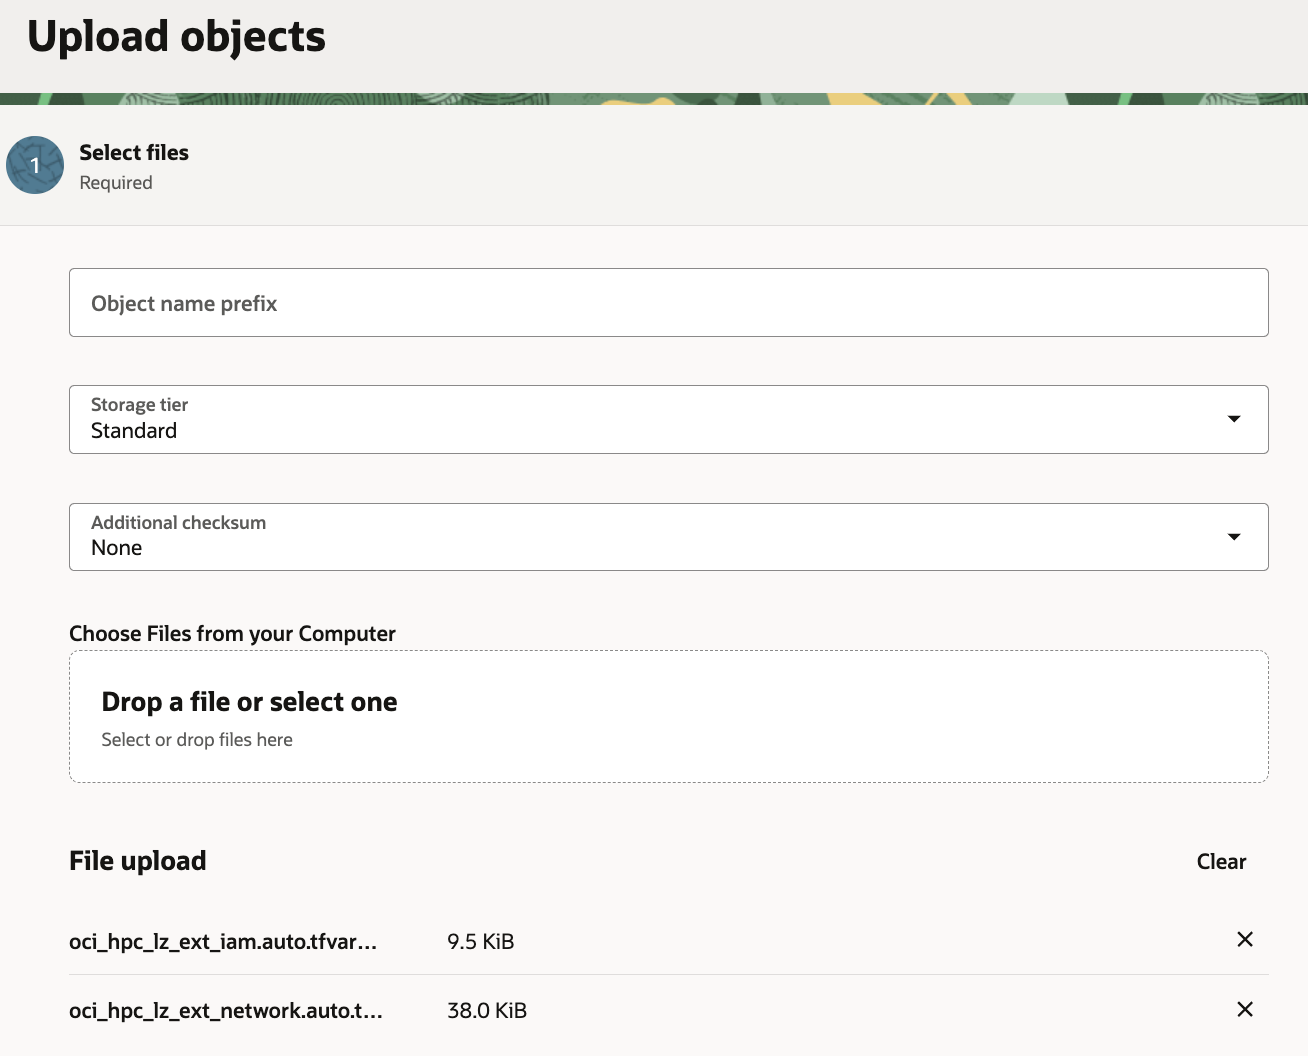 Upload objects
1
Select files
Required
Object name prefix
Storage tier
Standard
Additional checksum
None
Choose Files from your Computer
Drop a file or select one
Select or drop files here
File upload
Clear
oci_hpc_lz_ext_iam.auto.tfvar... 9.5 KiB
oci_hpc_lz_ext_network.auto.t... 38.0 KiB